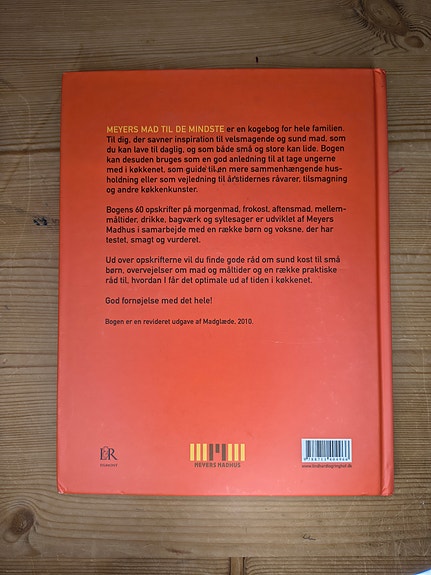 MEYERS MAD TIL DE MINDSTE er en kogebog for hele familien.
Til dig, der savner inspiration til velsmagende og sund mad, som
du kan lave til daglig, og som både små og store kan lide. Bogen
kan desuden bruges som en god anledning til at tage ungerne
med i køkkenet, som guide til en mere sammenhængende hus-
holdning eller som vejledning til årstidernes råvarer, tilsmagning
og andre køkkenkunster.
Bogens 60 opskrifter på morgenmad, frokost, aftensmad, mellem-
måltider, drikke, bagværk og syltesager er udviklet af Meyers
Madhus i samarbejde med en række børn og voksne, der har
testet, smagt og vurderet.
Ud over opskrifterne vil du finde gode råd om sund kost til små
børn, overvejelser om mad og måltider og en række praktiske
råd til, hvordan I får det optimale ud af tiden i køkkenet.
God fornøjelse med det hele!
Bogen er en revideret udgave af Madglæde, 2010.
L&R
EGMONT
MEYERS MADHUS
www.lindhardtogringhof.dk